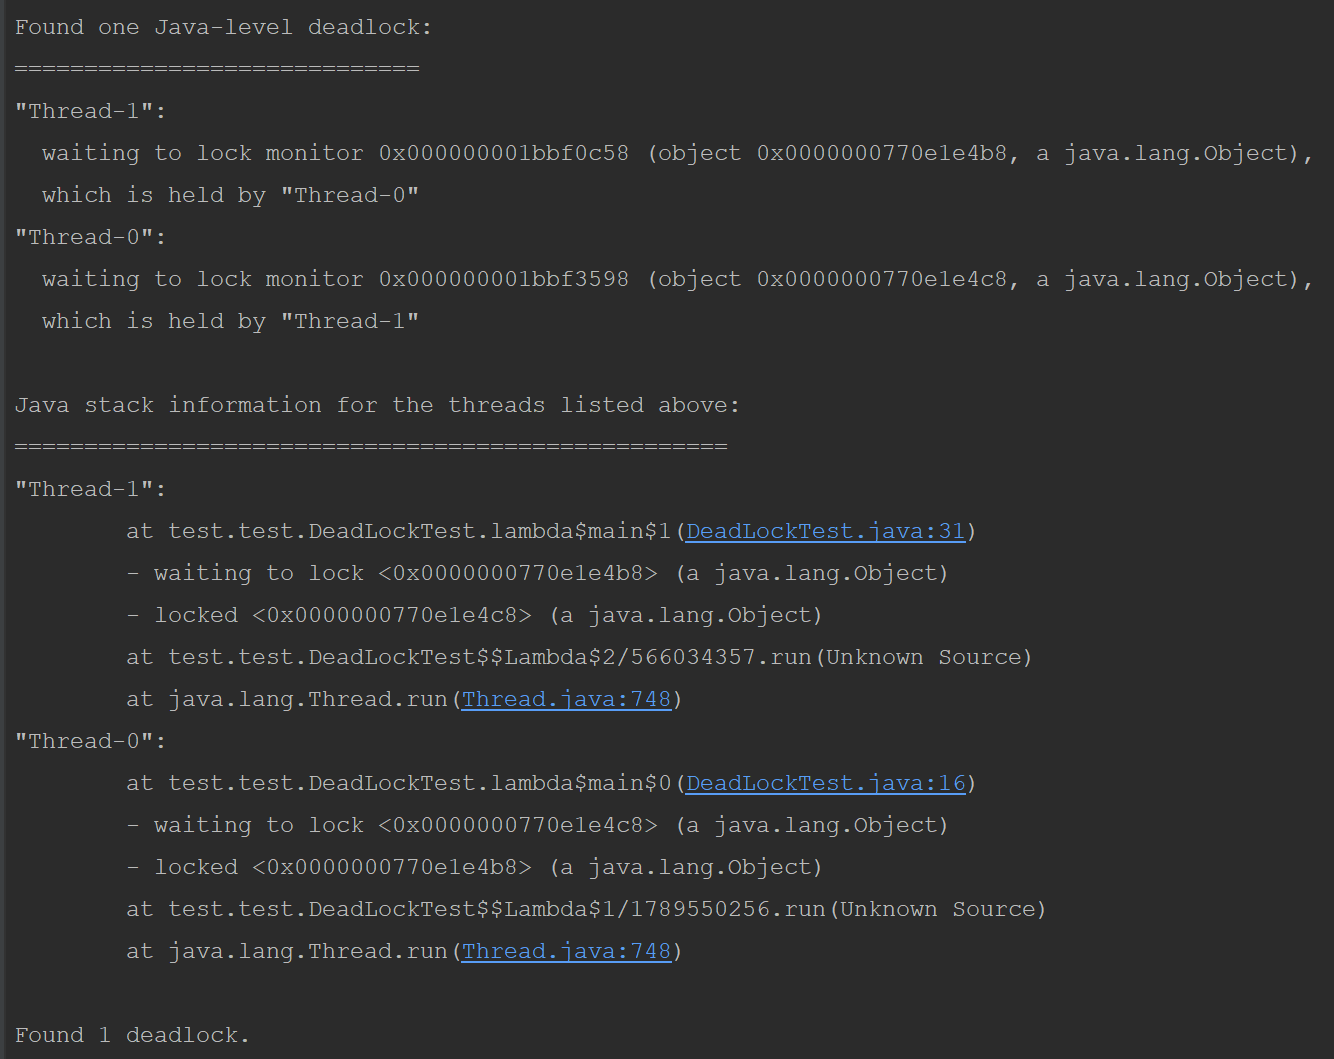 Found one Java-level deadlock:
=============================
"Thread-1":
  waiting to lock monitor 0x000000001bbf0c58 (object 0x0000000770e1e4b8, a java.lang.Object),
  which is held by "Thread-0"
"Thread-0":
  waiting to lock monitor 0x000000001bbf3598 (object 0x0000000770e1e4c8, a java.lang.Object),
  which is held by "Thread-1"

Java stack information for the threads listed above:
===================================================
"Thread-1":
        at test.test.DeadLockTest.lambda$main$1(DeadLockTest.java:31)
        - waiting to lock <0x0000000770e1e4b8> (a java.lang.Object)
        - locked <0x0000000770e1e4c8> (a java.lang.Object)
        at test.test.DeadLockTest$$Lambda$2/566034357.run(Unknown Source)
        at java.lang.Thread.run(Thread.java:748)
"Thread-0":
        at test.test.DeadLockTest.lambda$main$0(DeadLockTest.java:16)
        - waiting to lock <0x0000000770e1e4c8> (a java.lang.Object)
        - locked <0x0000000770e1e4b8> (a java.lang.Object)
        at test.test.DeadLockTest$$Lambda$1/1789550256.run(Unknown Source)
        at java.lang.Thread.run(Thread.java:748)

Found 1 deadlock.